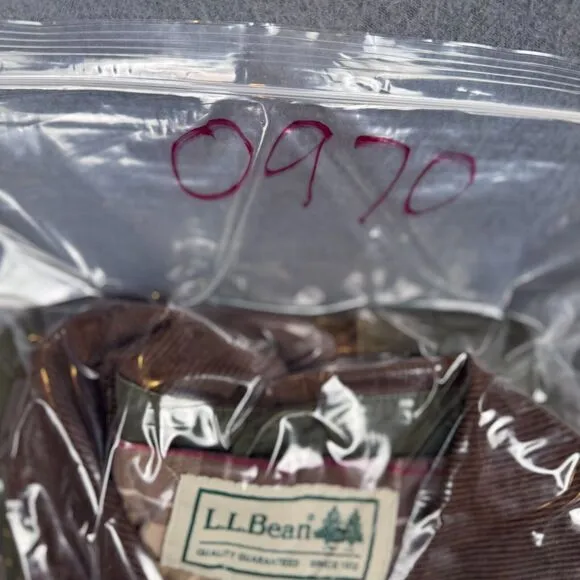 0970
L.L.Bean
QUALITY GUARANTEED SINCE 1912